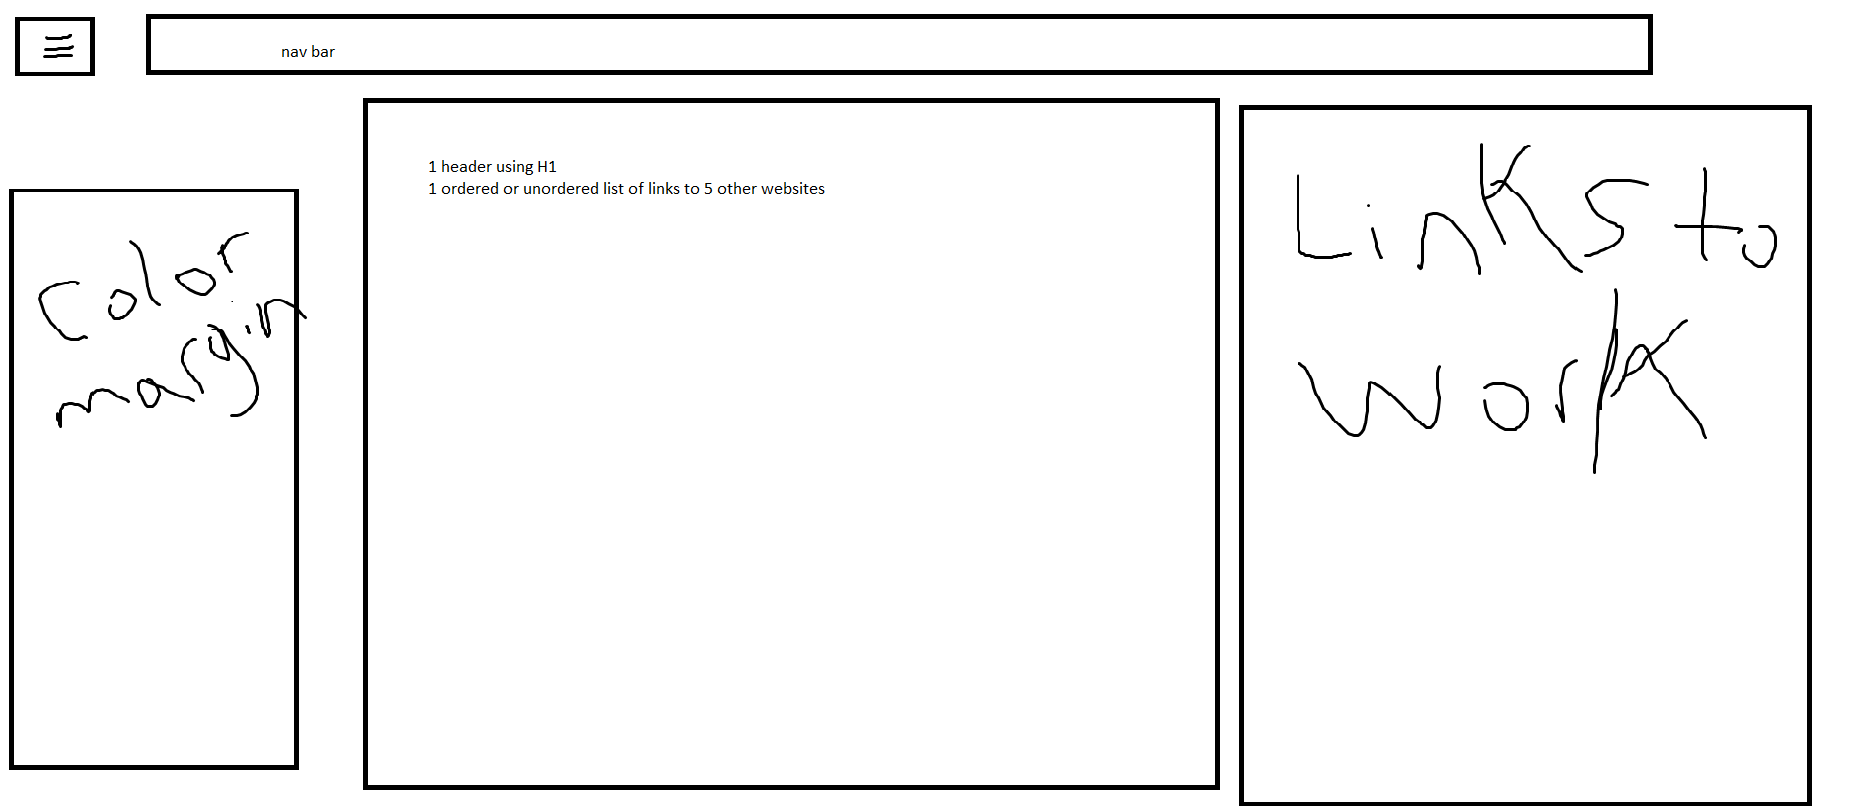 nav bar
1 header using H1
1 ordered or unordered list of links to 5 other websites
Color
margin
Links to
Work